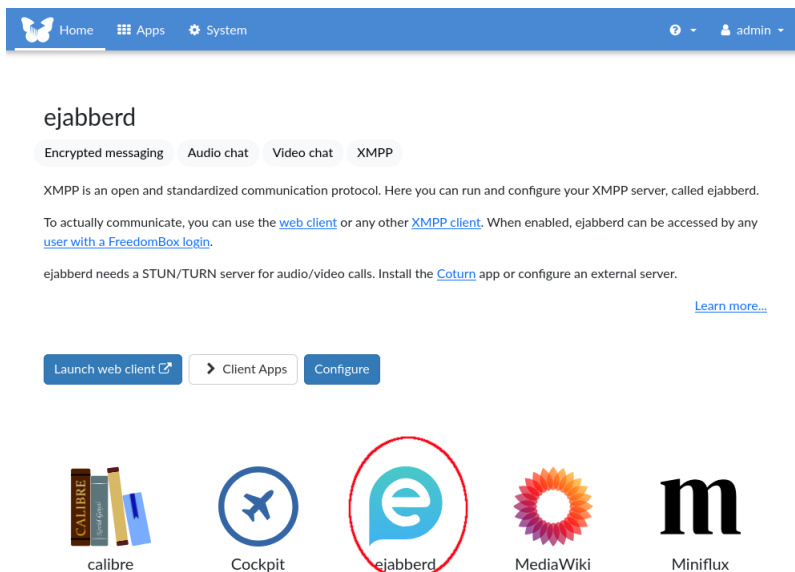 Home Apps System admin
ejabberd
Encrypted messaging Audio chat Video chat XMPP
XMPP is an open and standardized communication protocol. Here you can run and configure your XMPP server, called ejabberd.
To actually communicate, you can use the web client or any other XMPP client. When enabled, ejabberd can be accessed by any
user with a FreedomBox login.
ejabberd needs a STUN/TURN server for audio/video calls. Install the Coturn app or configure an external server.
Learn more...
Launch web client Client Apps Configure
CALIBRE
e
m
calibre Cockpit ejabberd MediaWiki Miniflux